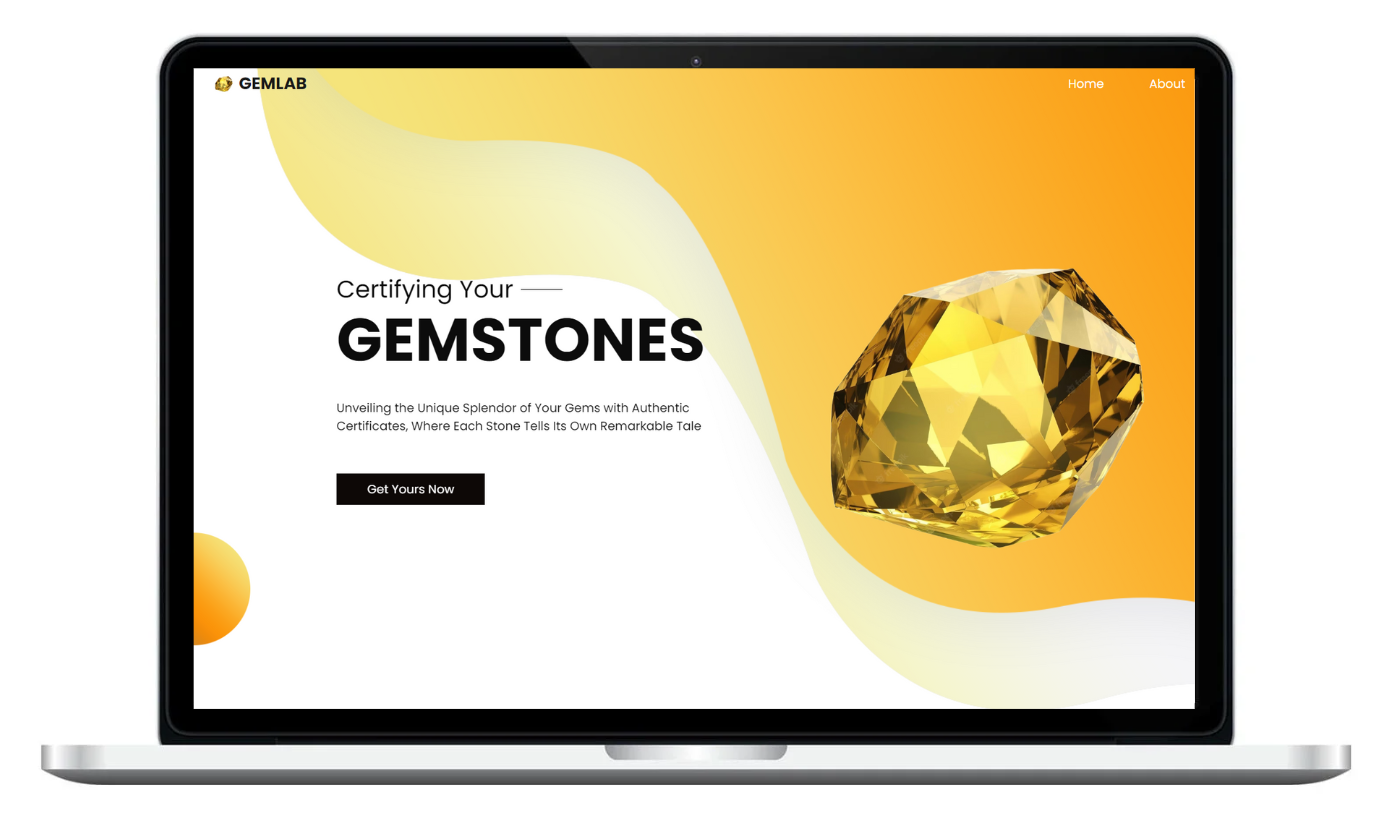 GEMLAB
Home
About
Certifying Your
GEMSTONES
Unveiling the Unique Splendor of Your Gems with Authentic
Certificates, Where Each Stone Tells Its Own Remarkable Tale
Get Yours Now